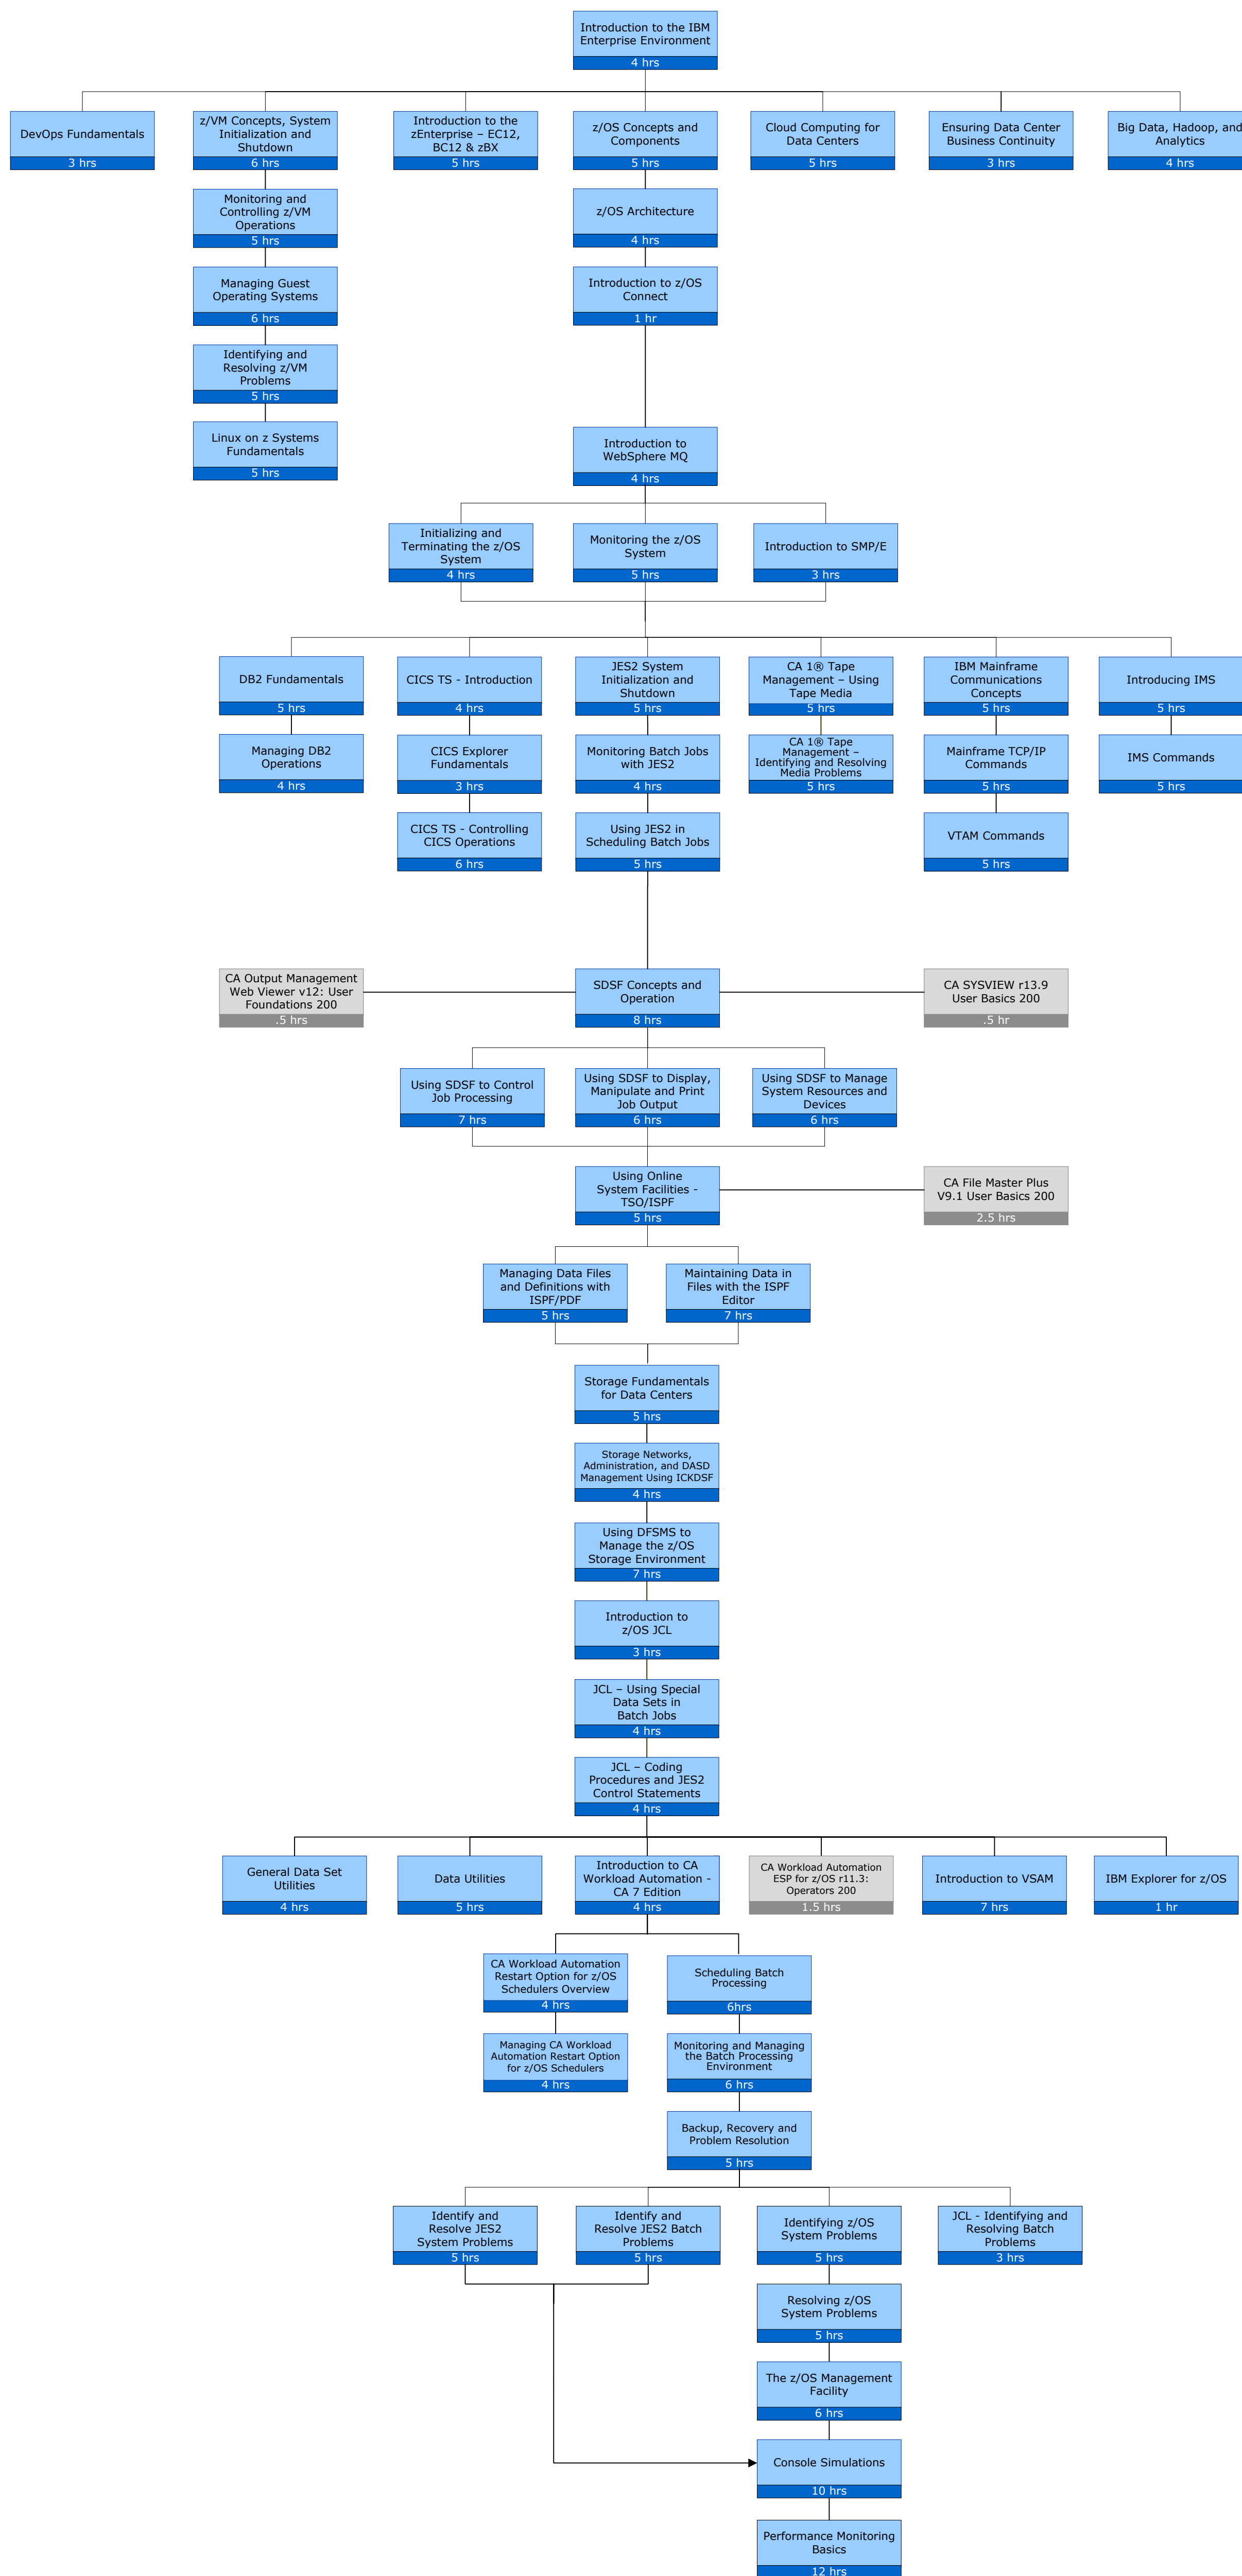 Introduction to the IBM
Enterprise Environment
4 hrs
DevOps Fundamentals
3 hrs
z/VM Concepts, System
Initialization and
Shutdown
6 hrs
Introduction to the
zEnterprise – EC12,
BC12 & zBX
5 hrs
z/OS Concepts and
Components
5 hrs
Cloud Computing for
Data Centers
5 hrs
Ensuring Data Center
Business Continuity
3 hrs
Big Data, Hadoop, and
Analytics
4 hrs
Monitoring and
Controlling z/VM
Operations
5 hrs
z/OS Architecture
4 hrs
Managing Guest
Operating Systems
6 hrs
Introduction to z/OS
Connect
1 hr
Identifying and
Resolving z/VM
Problems
5 hrs
Linux on z Systems
Fundamentals
5 hrs
Introduction to
WebSphere MQ
4 hrs
Initializing and
Terminating the z/OS
System
4 hrs
Monitoring the z/OS
System
5 hrs
Introduction to SMP/E
3 hrs
DB2 Fundamentals
5 hrs
CICS TS - Introduction
4 hrs
JES2 System
Initialization and
Shutdown
5 hrs
CA 1® Tape
Management – Using
Tape Media
5 hrs
IBM Mainframe
Communications
Concepts
5 hrs
Introducing IMS
5 hrs
Managing DB2
Operations
4 hrs
CICS Explorer
Fundamentals
3 hrs
Monitoring Batch Jobs
with JES2
4 hrs
CA 1® Tape
Management –
Identifying and Resolving
Media Problems
5 hrs
Mainframe TCP/IP
Commands
5 hrs
IMS Commands
5 hrs
CICS TS - Controlling
CICS Operations
6 hrs
Using JES2 in
Scheduling Batch Jobs
5 hrs
VTAM Commands
5 hrs
CA Output Management
Web Viewer v12: User
Foundations 200
.5 hrs
SDSF Concepts and
Operation
8 hrs
CA SYSVIEW r13.9
User Basics 200
.5 hr
Using SDSF to Control
Job Processing
7 hrs
Using SDSF to Display,
Manipulate and Print
Job Output
6 hrs
Using SDSF to Manage
System Resources and
Devices
6 hrs
Using Online
System Facilities -
TSO/ISPF
5 hrs
CA File Master Plus
V9.1 User Basics 200
2.5 hrs
Managing Data Files
and Definitions with
ISPF/PDF
5 hrs
Maintaining Data in
Files with the ISPF
Editor
7 hrs
Storage Fundamentals
for Data Centers
5 hrs
Storage Networks,
Administration, and DASD
Management Using ICKDSF
4 hrs
Using DFSMS to
Manage the z/OS
Storage Environment
7 hrs
Introduction to
z/OS JCL
3 hrs
JCL – Using Special
Data Sets in
Batch Jobs
4 hrs
JCL – Coding
Procedures and JES2
Control Statements
4 hrs
General Data Set
Utilities
4 hrs
Data Utilities
5 hrs
Introduction to CA
Workload Automation -
CA 7 Edition
4 hrs
CA Workload Automation
ESP for z/OS r11.3:
Operators 200
1.5 hrs
Introduction to VSAM
7 hrs
IBM Explorer for z/OS
1 hr
CA Workload Automation
Restart Option for z/OS
Schedulers Overview
4 hrs
Scheduling Batch
Processing
6hrs
Managing CA Workload
Automation Restart Option
for z/OS Schedulers
4 hrs
Monitoring and Managing
the Batch Processing
Environment
6 hrs
Backup, Recovery and
Problem Resolution
5 hrs
Identify and
Resolve JES2
System Problems
5 hrs
Identify and
Resolve JES2 Batch
Problems
5 hrs
Identifying z/OS
System Problems
5 hrs
JCL - Identifying and
Resolving Batch
Problems
3 hrs
Resolving z/OS
System Problems
5 hrs
The z/OS Management
Facility
6 hrs
Console Simulations
10 hrs
Performance Monitoring
Basics
12 hrs